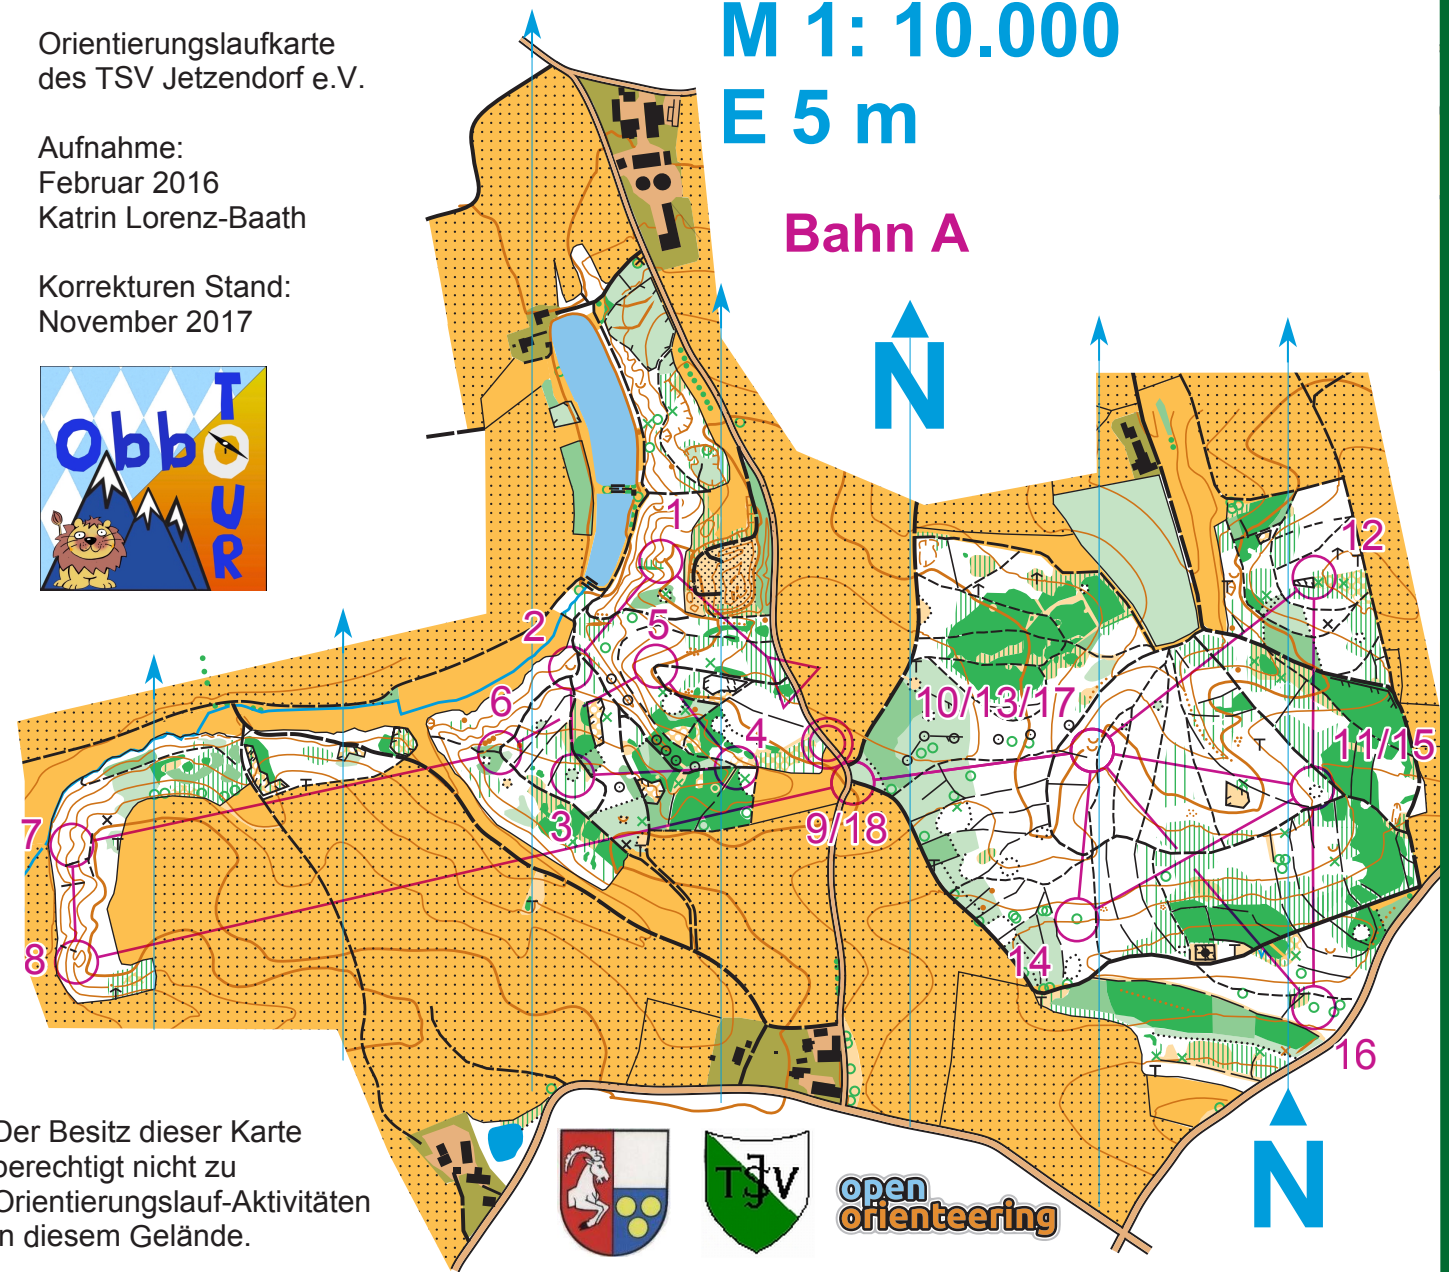 Orientierungslaufkarte
des TSV Jetzendorf e.V.
Aufnahme:
Februar 2016
Katrin Lorenz-Baath
Korrekturen Stand:
November 2017
M 1: 10.000
E 5 m
Bahn A
ObbTOUR
N
1
12
2
5
6
10/13/17
4
11/15
7
3
9/18
8
14
16
N
Der Besitz dieser Karte
berechtigt nicht zu
Orientierungslauf-Aktivitäten
in diesem Gelände.
TSV J
open
orienteering